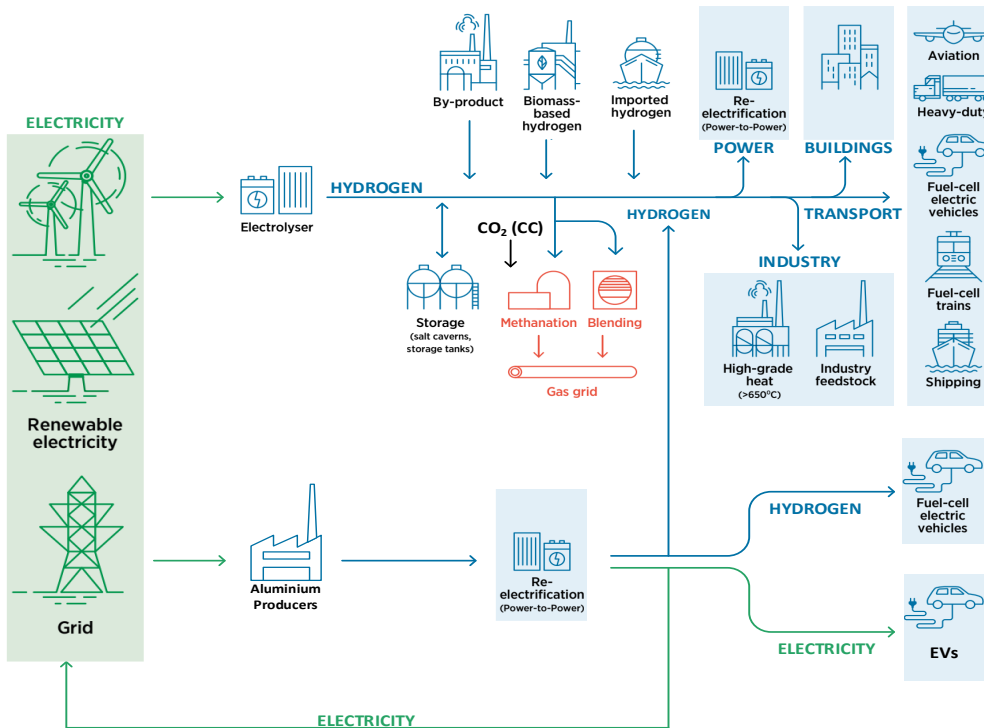 ELECTRICITY
Renewable
electricity
Grid
By-product
Biomass-
based
hydrogen
Imported
hydrogen
Re-
electrification
(Power-to-Power)
POWER
BUILDINGS
Aviation
Heavy-duty
Fuel-cell
electric
vehicles
Fuel-cell
trains
Shipping
Electrolyser
HYDROGEN
HYDROGEN
TRANSPORT
CO₂ (CC)
INDUSTRY
Storage
(salt caverns,
storage tanks)
Methanation
Blending
Gas grid
High-grade
heat
(>650⁰C)
Industry
feedstock
Aluminium
Producers
Re-
electrification
(Power-to-Power)
HYDROGEN
Fuel-cell
electric
vehicles
ELECTRICITY
EVs
ELECTRICITY